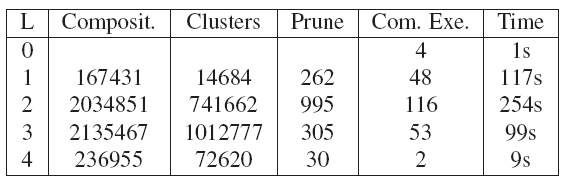 L Composit. Clusters Prune Com. Exe. Time
0 4 1s
1 167431 14684 262 48 117s
2 2034851 741662 995 116 254s
3 2135467 1012777 305 53 99s
4 236955 72620 30 2 9s